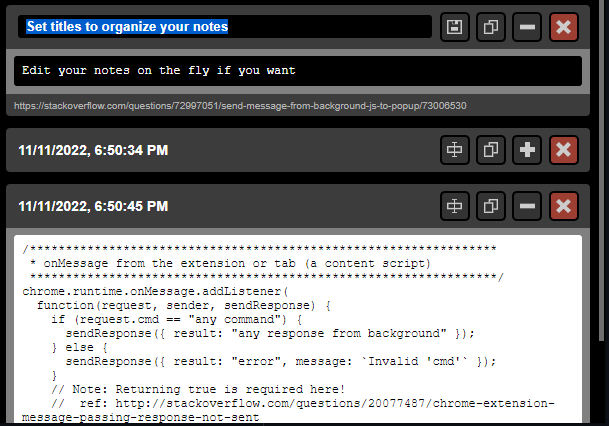 Set titles to organize your notes
Edit your notes on the fly if you want
https://stackoverflow.com/questions/72997051/send-message-from-background-js-to-popup/73006530
11/11/2022, 6:50:34 PM
11/11/2022, 6:50:45 PM
/*****************************************************************
 * onMessage from the extension or tab (a content script)
 *****************************************************************/
chrome.runtime.onMessage.addListener(
  function(request, sender, sendResponse) {
    if (request.cmd == "any command") {
      sendResponse({ result: "any response from background" });
    } else {
      sendResponse({ result: "error", message: `Invalid 'cmd'` });
    }
    // Note: Returning true is required here!
    //  ref: http://stackoverflow.com/questions/20077487/chrome-extension-
message-passing-response-not-sent